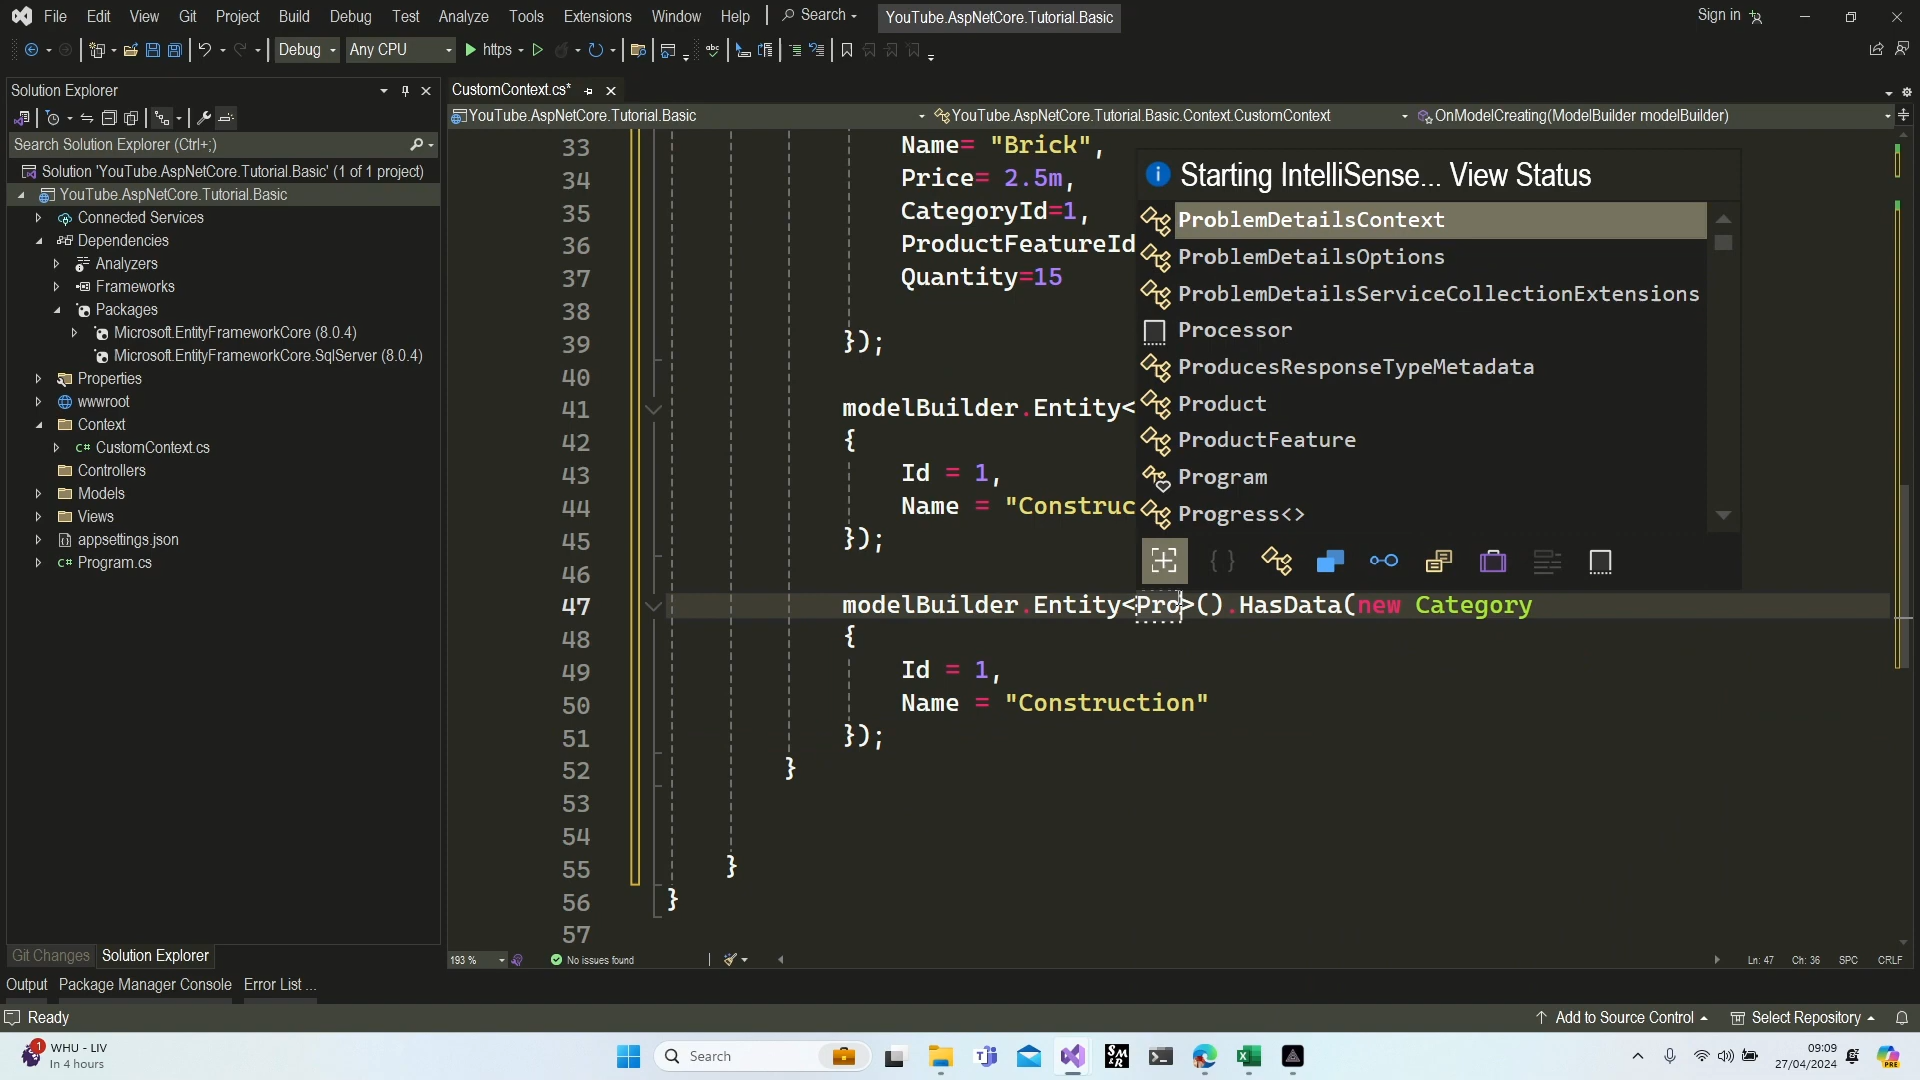 File Edit View Git Project Build Debug Test Analyze Tools Extensions Window Help Search YouTube.AspNetCore.Tutorial.Basic Sign in
Debug Any CPU https
Solution Explorer
Search Solution Explorer (Ctrl+;)
Solution 'YouTube.AspNetCore.Tutorial.Basic' (1 of 1 project)
YouTube.AspNetCore.Tutorial.Basic
Connected Services
Dependencies
Analyzers
Frameworks
Packages
Microsoft.EntityFrameworkCore (8.0.4)
Microsoft.EntityFrameworkCore.SqlServer (8.0.4)
Properties
wwwroot
Context
C# CustomContext.cs
Controllers
Models
Views
appsettings.json
C# Program.cs
Git Changes Solution Explorer
CustomContext.cs*
YouTube.AspNetCore.Tutorial.Basic YouTube.AspNetCore.Tutorial.Basic.Context.CustomContext OnModelCreating(ModelBuilder modelBuilder)
33 Name= "Brick",
34 Price= 2.5m,
35 CategoryId=1,
36 ProductFeatureId
37 Quantity=15
38
39 });
40
41 modelBuilder.Entity<
42 {
43 Id = 1,
44 Name = "Construc
45 });
46
47 modelBuilder.Entity<Pro>().HasData(new Category
48 {
49 Id = 1,
50 Name = "Construction"
51 });
52 }
53
54
55 }
56 }
57
Starting IntelliSense... View Status
ProblemDetailsContext
ProblemDetailsOptions
ProblemDetailsServiceCollectionExtensions
Processor
ProducesResponseTypeMetadata
Product
ProductFeature
Program
Progress<>
193 % No issues found Ln: 47 Ch: 36 SPC CRLF
Output Package Manager Console Error List ...
Ready Add to Source Control Select Repository
WHU - LIV
In 4 hours
1
Search
09:09
27/04/2024
PRE